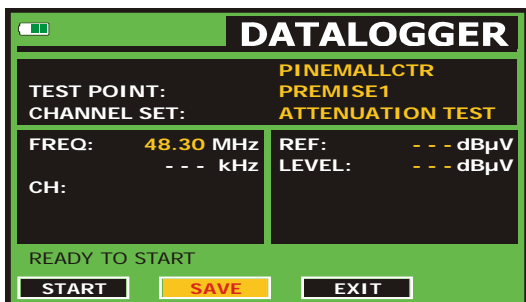 DATALOGGER
PINEMALLCTR
TEST POINT: PREMISE1
CHANNEL SET: ATTENUATION TEST
FREQ: 48.30 MHz
- - - kHz
CH:
REF: - - - dBµV
LEVEL: - - - dBµV
READY TO START
START SAVE EXIT